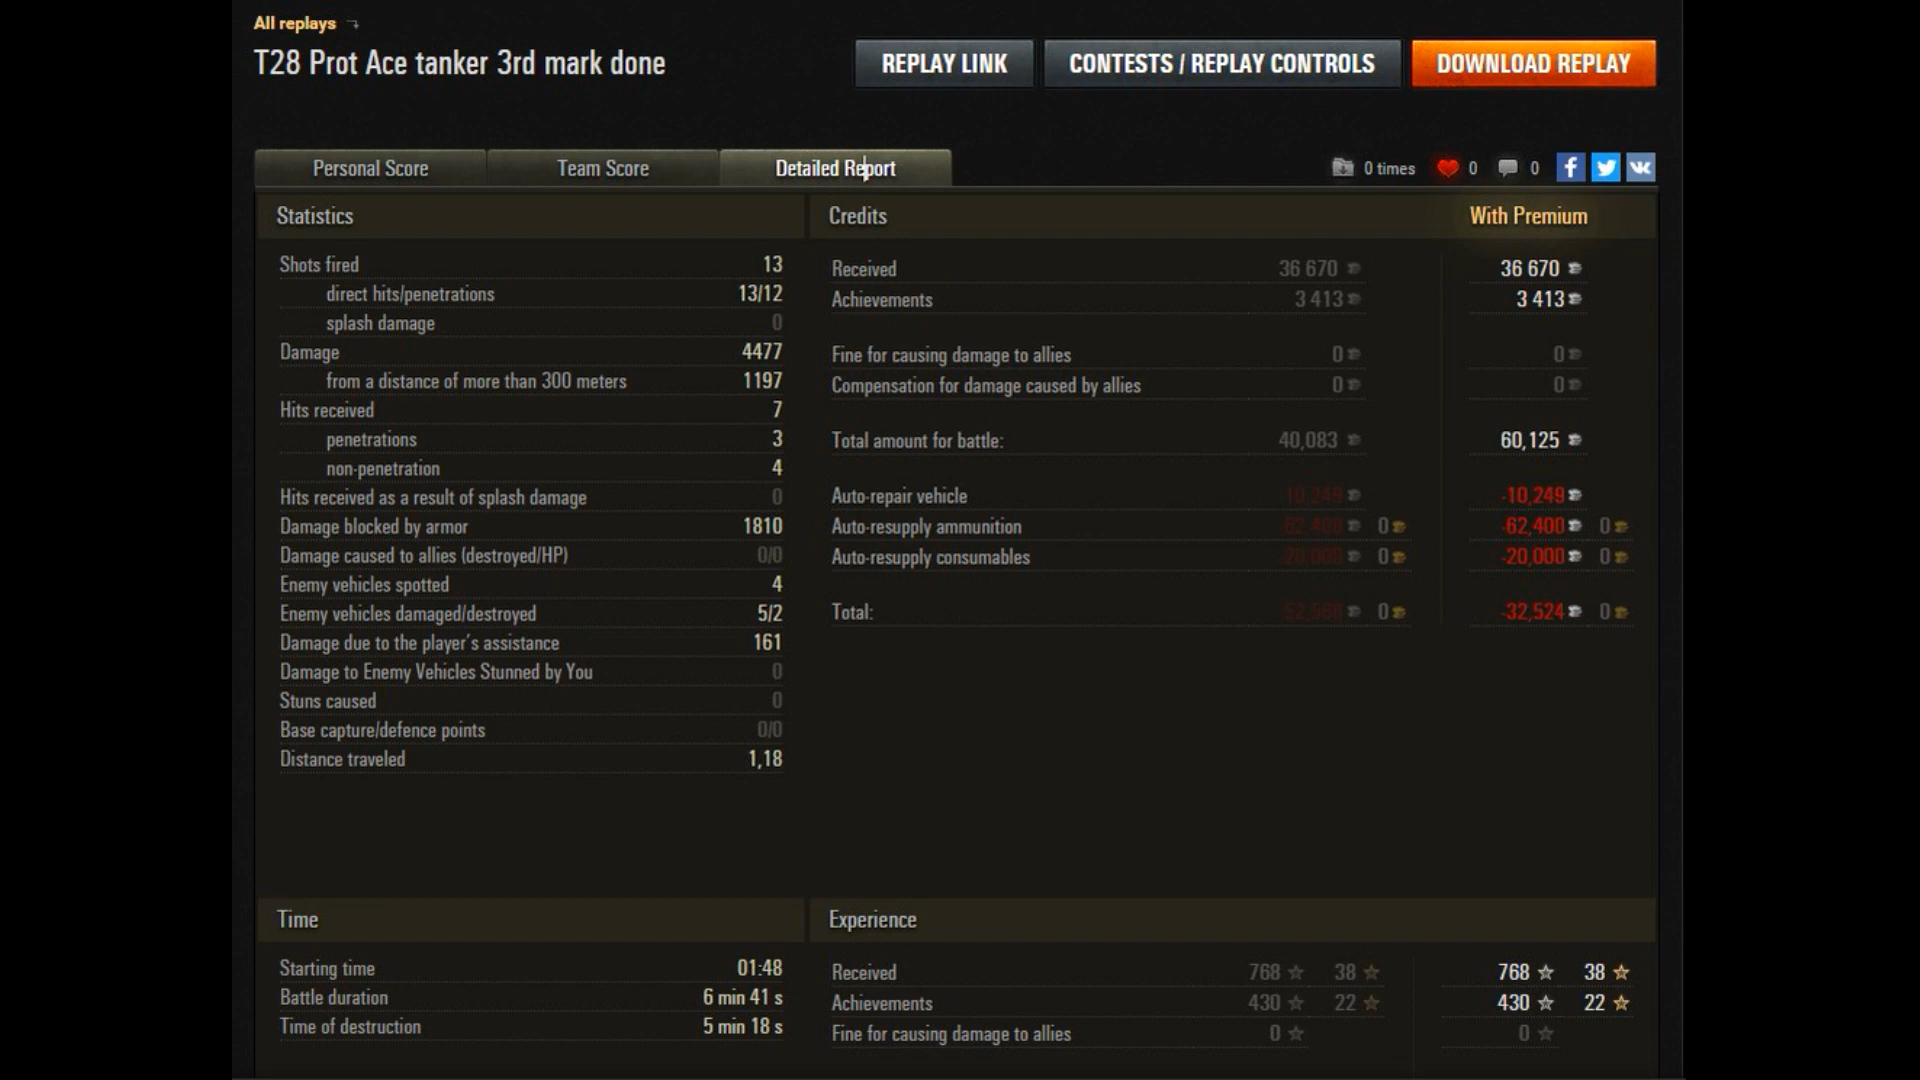 All replays
T28 Prot Ace tanker 3rd mark done
REPLAY LINK
CONTESTS / REPLAY CONTROLS
DOWNLOAD REPLAY
Personal Score
Team Score
Detailed Report
0 times
0
0
Statistics
Shots fired 13
direct hits/penetrations 13/12
splash damage 0
Damage 4477
from a distance of more than 300 meters 1197
Hits received 7
penetrations 3
non-penetration 4
Hits received as a result of splash damage 0
Damage blocked by armor 1810
Damage caused to allies (destroyed/HP) 0/0
Enemy vehicles spotted 4
Enemy vehicles damaged/destroyed 5/2
Damage due to the player's assistance 161
Damage to Enemy Vehicles Stunned by You 0
Stuns caused 0
Base capture/defence points 0/0
Distance traveled 1,18
Credits With Premium
Received 36 670 36 670
Achievements 3 413 3 413
Fine for causing damage to allies 0 0
Compensation for damage caused by allies 0 0
Total amount for battle: 40,083 60,125
Auto-repair vehicle -10,249 -10,249
Auto-resupply ammunition -62,400 0 -62,400 0
Auto-resupply consumables -20,000 0 -20,000 0
Total: 0 -32,524 0
Time
Starting time 01:48
Battle duration 6 min 41 s
Time of destruction 5 min 18 s
Experience
Received 768 38 768 38
Achievements 430 22 430 22
Fine for causing damage to allies 0 0